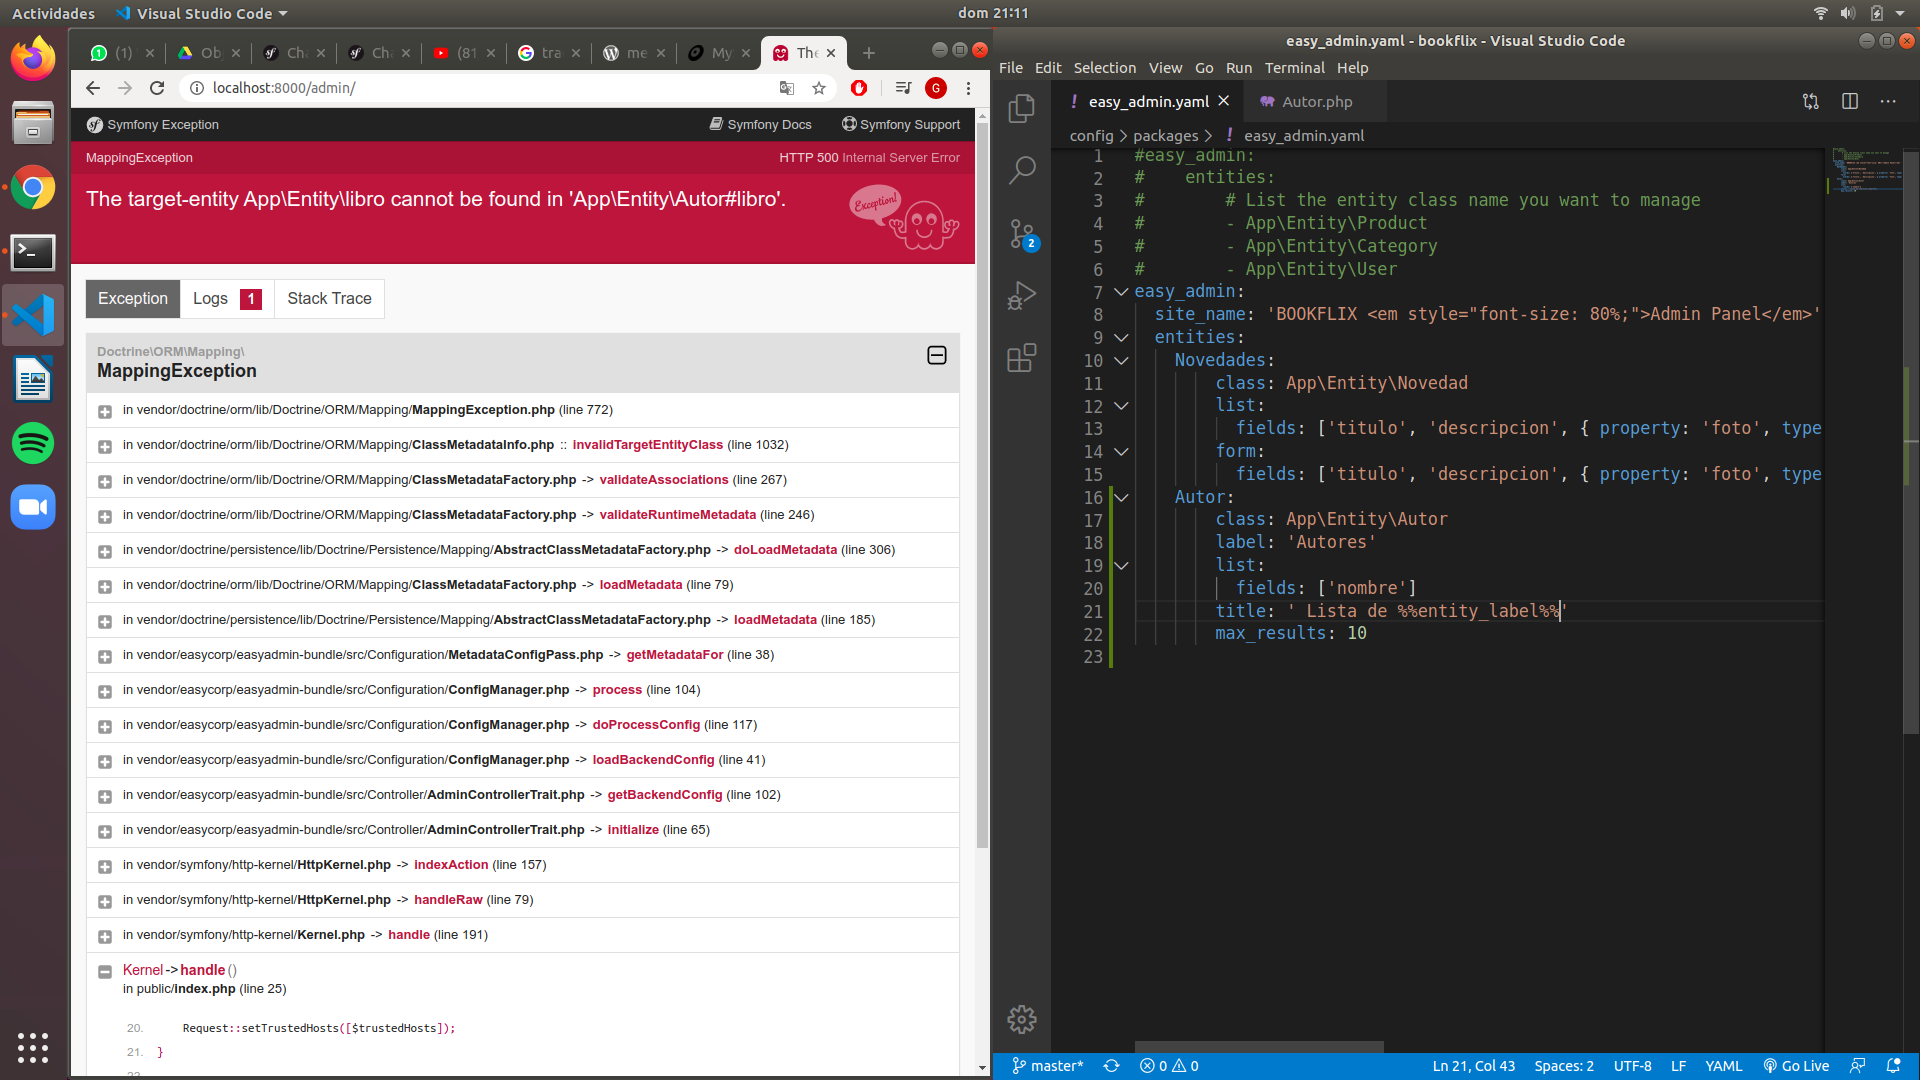 Actividades
Visual Studio Code
dom 21:11
(1)
Ob
Cha
Cha
(81
tra
me
My
The
localhost:8000/admin/
G
Symfony Exception
Symfony Docs
Symfony Support
MappingException
HTTP 500 Internal Server Error
The target-entity App\Entity\libro cannot be found in 'App\Entity\Autor#libro'.
Exception!
Exception
Logs 1
Stack Trace
Doctrine\ORM\Mapping\
MappingException
in vendor/doctrine/orm/lib/Doctrine/ORM/Mapping/MappingException.php (line 772)
in vendor/doctrine/orm/lib/Doctrine/ORM/Mapping/ClassMetadataInfo.php :: invalidTargetEntityClass (line 1032)
in vendor/doctrine/orm/lib/Doctrine/ORM/Mapping/ClassMetadataFactory.php -> validateAssociations (line 267)
in vendor/doctrine/orm/lib/Doctrine/ORM/Mapping/ClassMetadataFactory.php -> validateRuntimeMetadata (line 246)
in vendor/doctrine/persistence/lib/Doctrine/Persistence/Mapping/AbstractClassMetadataFactory.php -> doLoadMetadata (line 306)
in vendor/doctrine/orm/lib/Doctrine/ORM/Mapping/ClassMetadataFactory.php -> loadMetadata (line 79)
in vendor/doctrine/persistence/lib/Doctrine/Persistence/Mapping/AbstractClassMetadataFactory.php -> loadMetadata (line 185)
in vendor/easycorp/easyadmin-bundle/src/Configuration/MetadataConfigPass.php -> getMetadataFor (line 38)
in vendor/easycorp/easyadmin-bundle/src/Configuration/ConfigManager.php -> process (line 104)
in vendor/easycorp/easyadmin-bundle/src/Configuration/ConfigManager.php -> doProcessConfig (line 117)
in vendor/easycorp/easyadmin-bundle/src/Configuration/ConfigManager.php -> loadBackendConfig (line 41)
in vendor/easycorp/easyadmin-bundle/src/Controller/AdminControllerTrait.php -> getBackendConfig (line 102)
in vendor/easycorp/easyadmin-bundle/src/Controller/AdminControllerTrait.php -> initialize (line 65)
in vendor/symfony/http-kernel/HttpKernel.php -> indexAction (line 157)
in vendor/symfony/http-kernel/HttpKernel.php -> handleRaw (line 79)
in vendor/symfony/http-kernel/Kernel.php -> handle (line 191)
Kernel->handle()
in public/index.php (line 25)
20. Request::setTrustedHosts([$trustedHosts]);
21. }
22.
easy_admin.yaml - bookflix - Visual Studio Code
File Edit Selection View Go Run Terminal Help
! easy_admin.yaml
Autor.php
config > packages > ! easy_admin.yaml
2
1 #easy_admin:
2 #    entities:
3 #        # List the entity class name you want to manage
4 #        - App\Entity\Product
5 #        - App\Entity\Category
6 #        - App\Entity\User
7 easy_admin:
8   site_name: 'BOOKFLIX <em style="font-size: 80%;">Admin Panel</em>'
9   entities:
10     Novedades:
11         class: App\Entity\Novedad
12         list:
13           fields: ['titulo', 'descripcion', { property: 'foto', type
14         form:
15           fields: ['titulo', 'descripcion', { property: 'foto', type
16     Autor:
17         class: App\Entity\Autor
18         label: 'Autores'
19         list:
20           fields: ['nombre']
21         title: ' Lista de %%entity_label%%'
22         max_results: 10
23
master*
0 0
Ln 21, Col 43
Spaces: 2
UTF-8
LF
YAML
Go Live